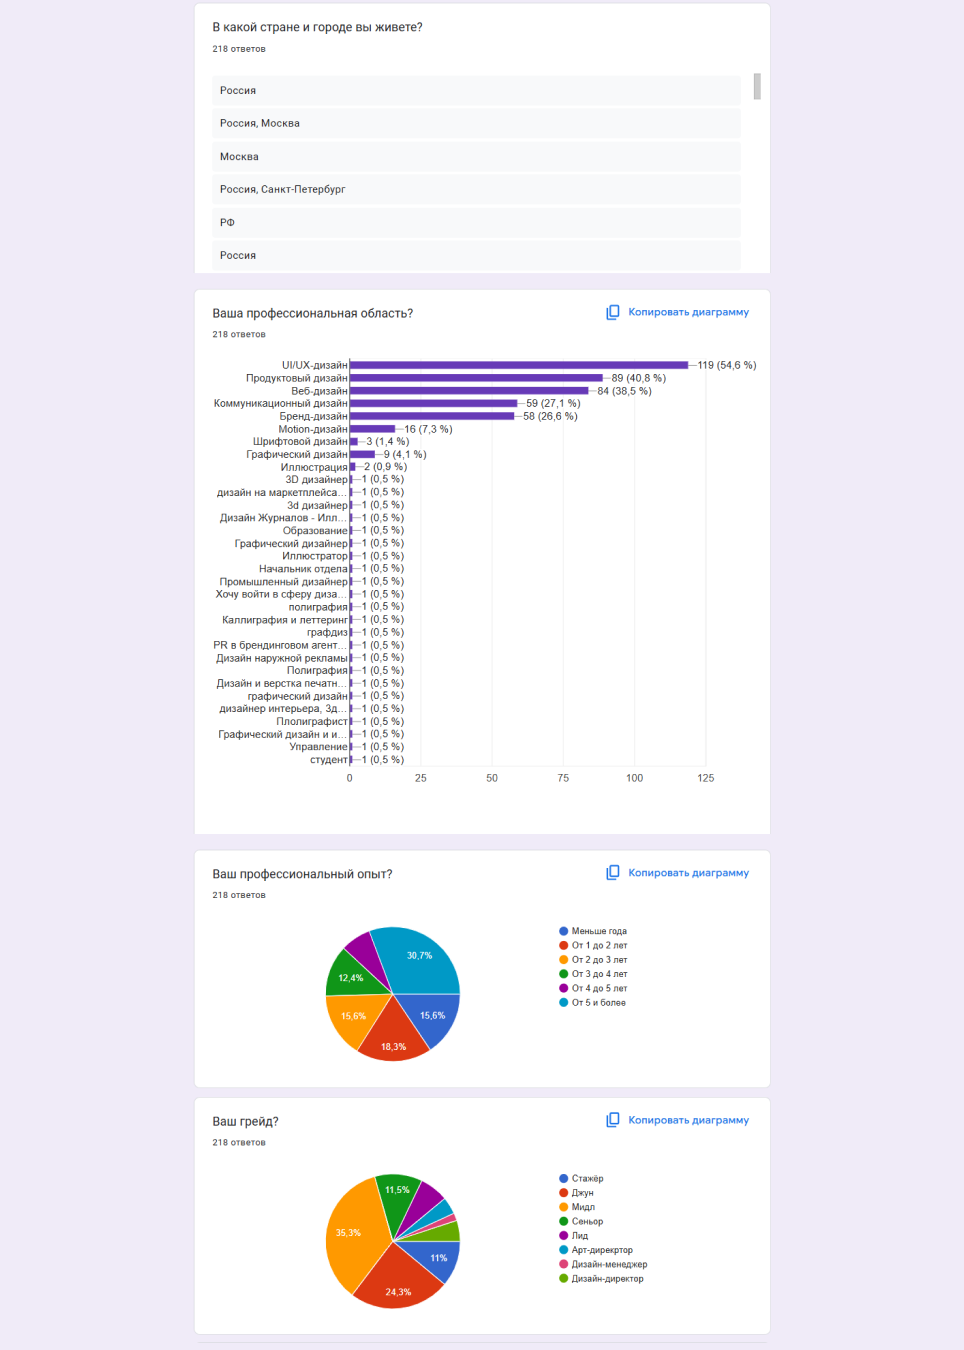 В какой стране и городе вы живете?
218 ответов
Россия
Россия, Москва
Москва
Россия, Санкт-Петербург
РФ
Россия
Ваша профессиональная область?
Копировать диаграмму
218 ответов
UI/UX-дизайн 119 (54,6 %)
Продуктовый дизайн 89 (40,8 %)
Веб-дизайн 84 (38,5 %)
Коммуникационный дизайн 59 (27,1 %)
Бренд-дизайн 58 (26,6 %)
Motion-дизайн 16 (7,3 %)
Шрифтовой дизайн 3 (1,4 %)
Графический дизайн 9 (4,1 %)
Иллюстрация 2 (0,9 %)
3D дизайнер 1 (0,5 %)
дизайн на маркетплейса... 1 (0,5 %)
3d дизайнер 1 (0,5 %)
Дизайн Журналов - Илл... 1 (0,5 %)
Образование 1 (0,5 %)
Графический дизайнер 1 (0,5 %)
Иллюстратор 1 (0,5 %)
Начальник отдела 1 (0,5 %)
Промышленный дизайнер 1 (0,5 %)
Хочу войти в сферу диза... 1 (0,5 %)
полиграфия 1 (0,5 %)
Каллиграфия и леттеринг 1 (0,5 %)
графдиз 1 (0,5 %)
PR в брендинговом агент... 1 (0,5 %)
Дизайн наружной рекламы 1 (0,5 %)
Полиграфия 1 (0,5 %)
Дизайн и верстка печатн... 1 (0,5 %)
графический дизайн 1 (0,5 %)
дизайнер интерьера, 3д... 1 (0,5 %)
Плолиграфист 1 (0,5 %)
Графический дизайн и и... 1 (0,5 %)
Управление 1 (0,5 %)
студент 1 (0,5 %)
0 25 50 75 100 125
Ваш профессиональный опыт?
Копировать диаграмму
218 ответов
30,7%
12,4%
15,6%
15,6%
18,3%
Меньше года
От 1 до 2 лет
От 2 до 3 лет
От 3 до 4 лет
От 4 до 5 лет
От 5 и более
Ваш грейд?
Копировать диаграмму
218 ответов
11,5%
35,3%
11%
24,3%
Стажёр
Джун
Мидл
Сеньор
Лид
Арт-дирекртор
Дизайн-менеджер
Дизайн-директор